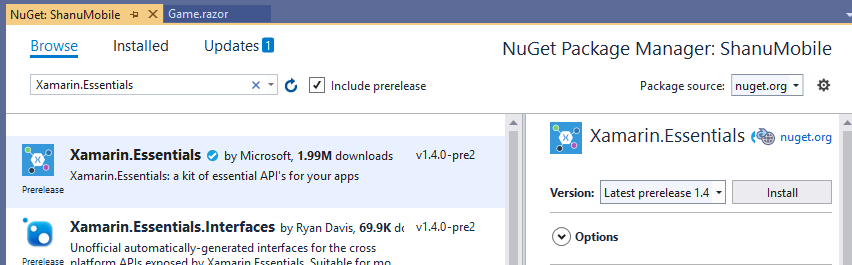 NuGet: ShanuMobile
Game.razor
Browse
Installed
Updates 1
NuGet Package Manager: ShanuMobile
Xamarin.Essentials
Include prerelease
Package source: nuget.org
Xamarin.Essentials by Microsoft, 1.99M downloads
v1.4.0-pre2
Xamarin.Essentials: a kit of essential API's for your apps
Prerelease
Xamarin.Essentials.Interfaces by Ryan Davis, 69.9K
v1.4.0-pre2
Unofficial automatically-generated interfaces for the cross
platform APIs exposed by Xamarin.Essentials. Suitable for
Prerelease
Xamarin.Essentials
nuget.org
Version: Latest prerelease 1.4
Install
Options